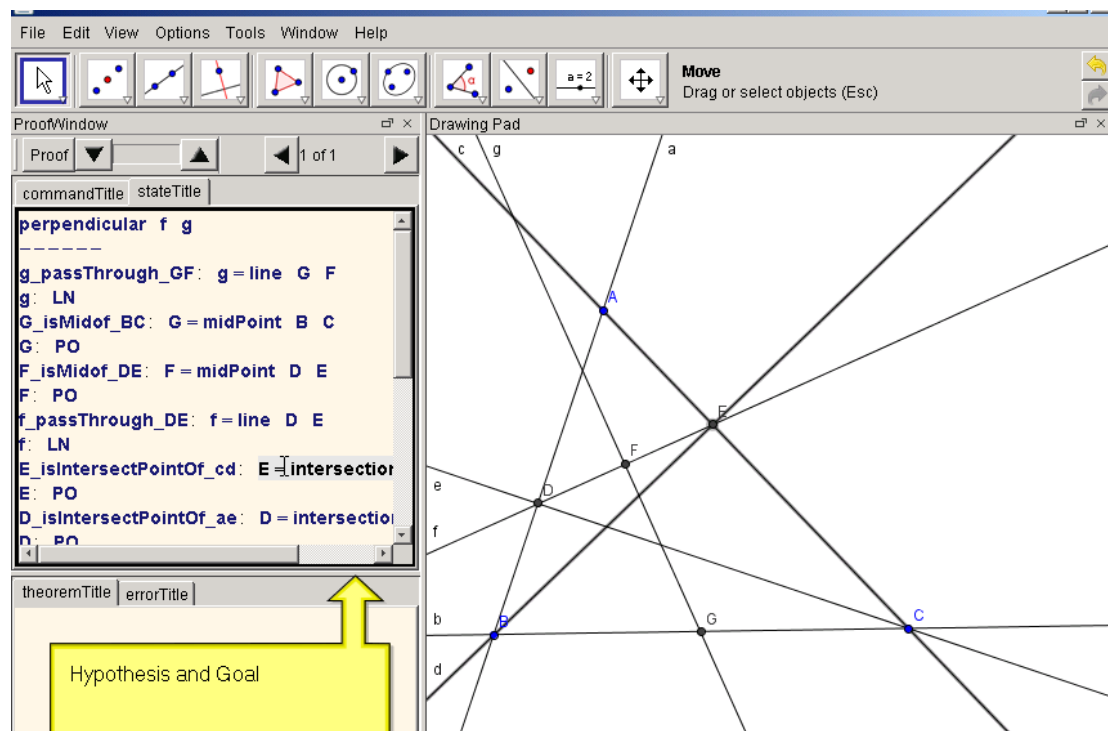 File Edit View Options Tools Window Help
α
a=2
Move
Drag or select objects (Esc)
ProofWindow
Proof
1 of 1
commandTitle stateTitle
perpendicular f g
------
g_passThrough_GF: g=line G F
g: LN
G_isMidof_BC: G=midPoint B C
G: PO
F_isMidof_DE: F=midPoint D E
F: PO
f_passThrough_DE: f=line D E
f: LN
E_isIntersectPointOf_cd: E=intersection
E: PO
D_isIntersectPointOf_ae: D=intersectio
D: PO
theoremTitle errorTitle
Hypothesis and Goal
Drawing Pad
c g a
A
E
F
e D
f
b B G C
d